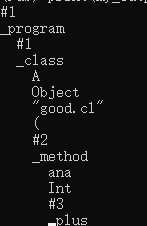 #1
_program
#1
_class
A
Object
"good.cl"
(
#2
_method
ana
Int
#3
_plus